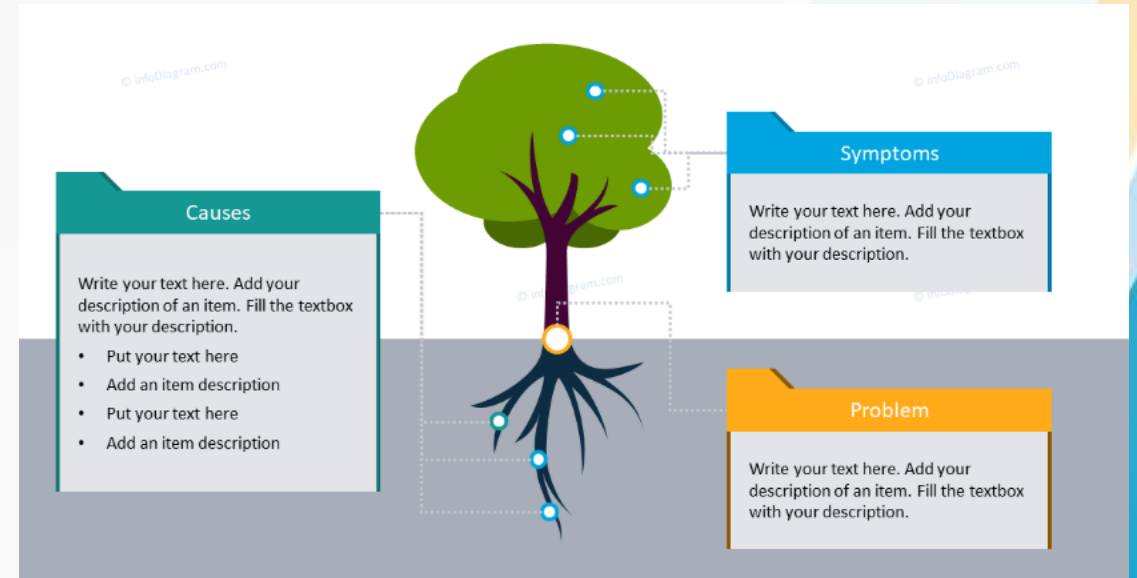 © infoDiagram.com
© infoDiagram.com
Symptoms
Write your text here. Add your
description of an item. Fill the textbox
with your description.
Causes
Write your text here. Add your
description of an item. Fill the textbox
with your description.
• Put your text here
• Add an item description
• Put your text here
• Add an item description
Problem
Write your text here. Add your
description of an item. Fill the textbox
with your description.